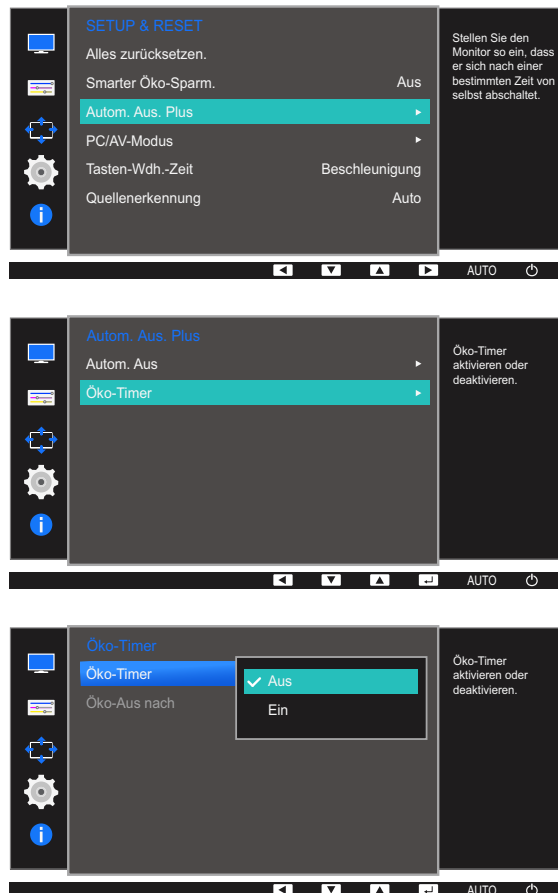 SETUP & RESET
Alles zurücksetzen.
Smarter Öko-Sparm. Aus
Autom. Aus. Plus
PC/AV-Modus
Tasten-Wdh.-Zeit Beschleunigung
Quellenerkennung Auto
Stellen Sie den
Monitor so ein, dass
er sich nach einer
bestimmten Zeit von
selbst abschaltet.
AUTO
Autom. Aus. Plus
Autom. Aus
Öko-Timer
Öko-Timer
aktivieren oder
deaktivieren.
AUTO
Öko-Timer
Öko-Timer
Öko-Aus nach
Aus
Ein
Öko-Timer
aktivieren oder
deaktivieren.
AUTO